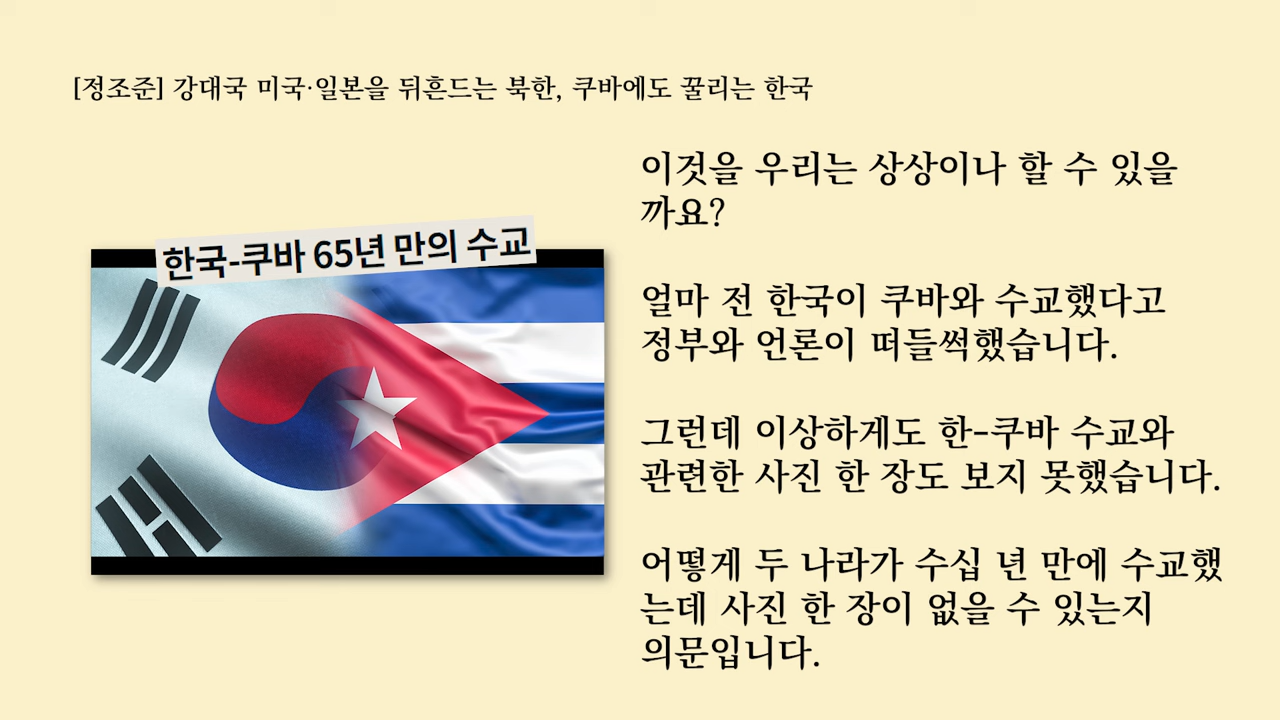 [정조준] 강대국 미국·일본을 뒤흔드는 북한, 쿠바에도 꿀리는 한국
한국-쿠바 65년 만의 수교
이것을 우리는 상상이나 할 수 있을
까요?
얼마 전 한국이 쿠바와 수교했다고
정부와 언론이 떠들썩했습니다.
그런데 이상하게도 한-쿠바 수교와
관련한 사진 한 장도 보지 못했습니다.
어떻게 두 나라가 수십 년 만에 수교했
는데 사진 한 장이 없을 수 있는지
의문입니다.